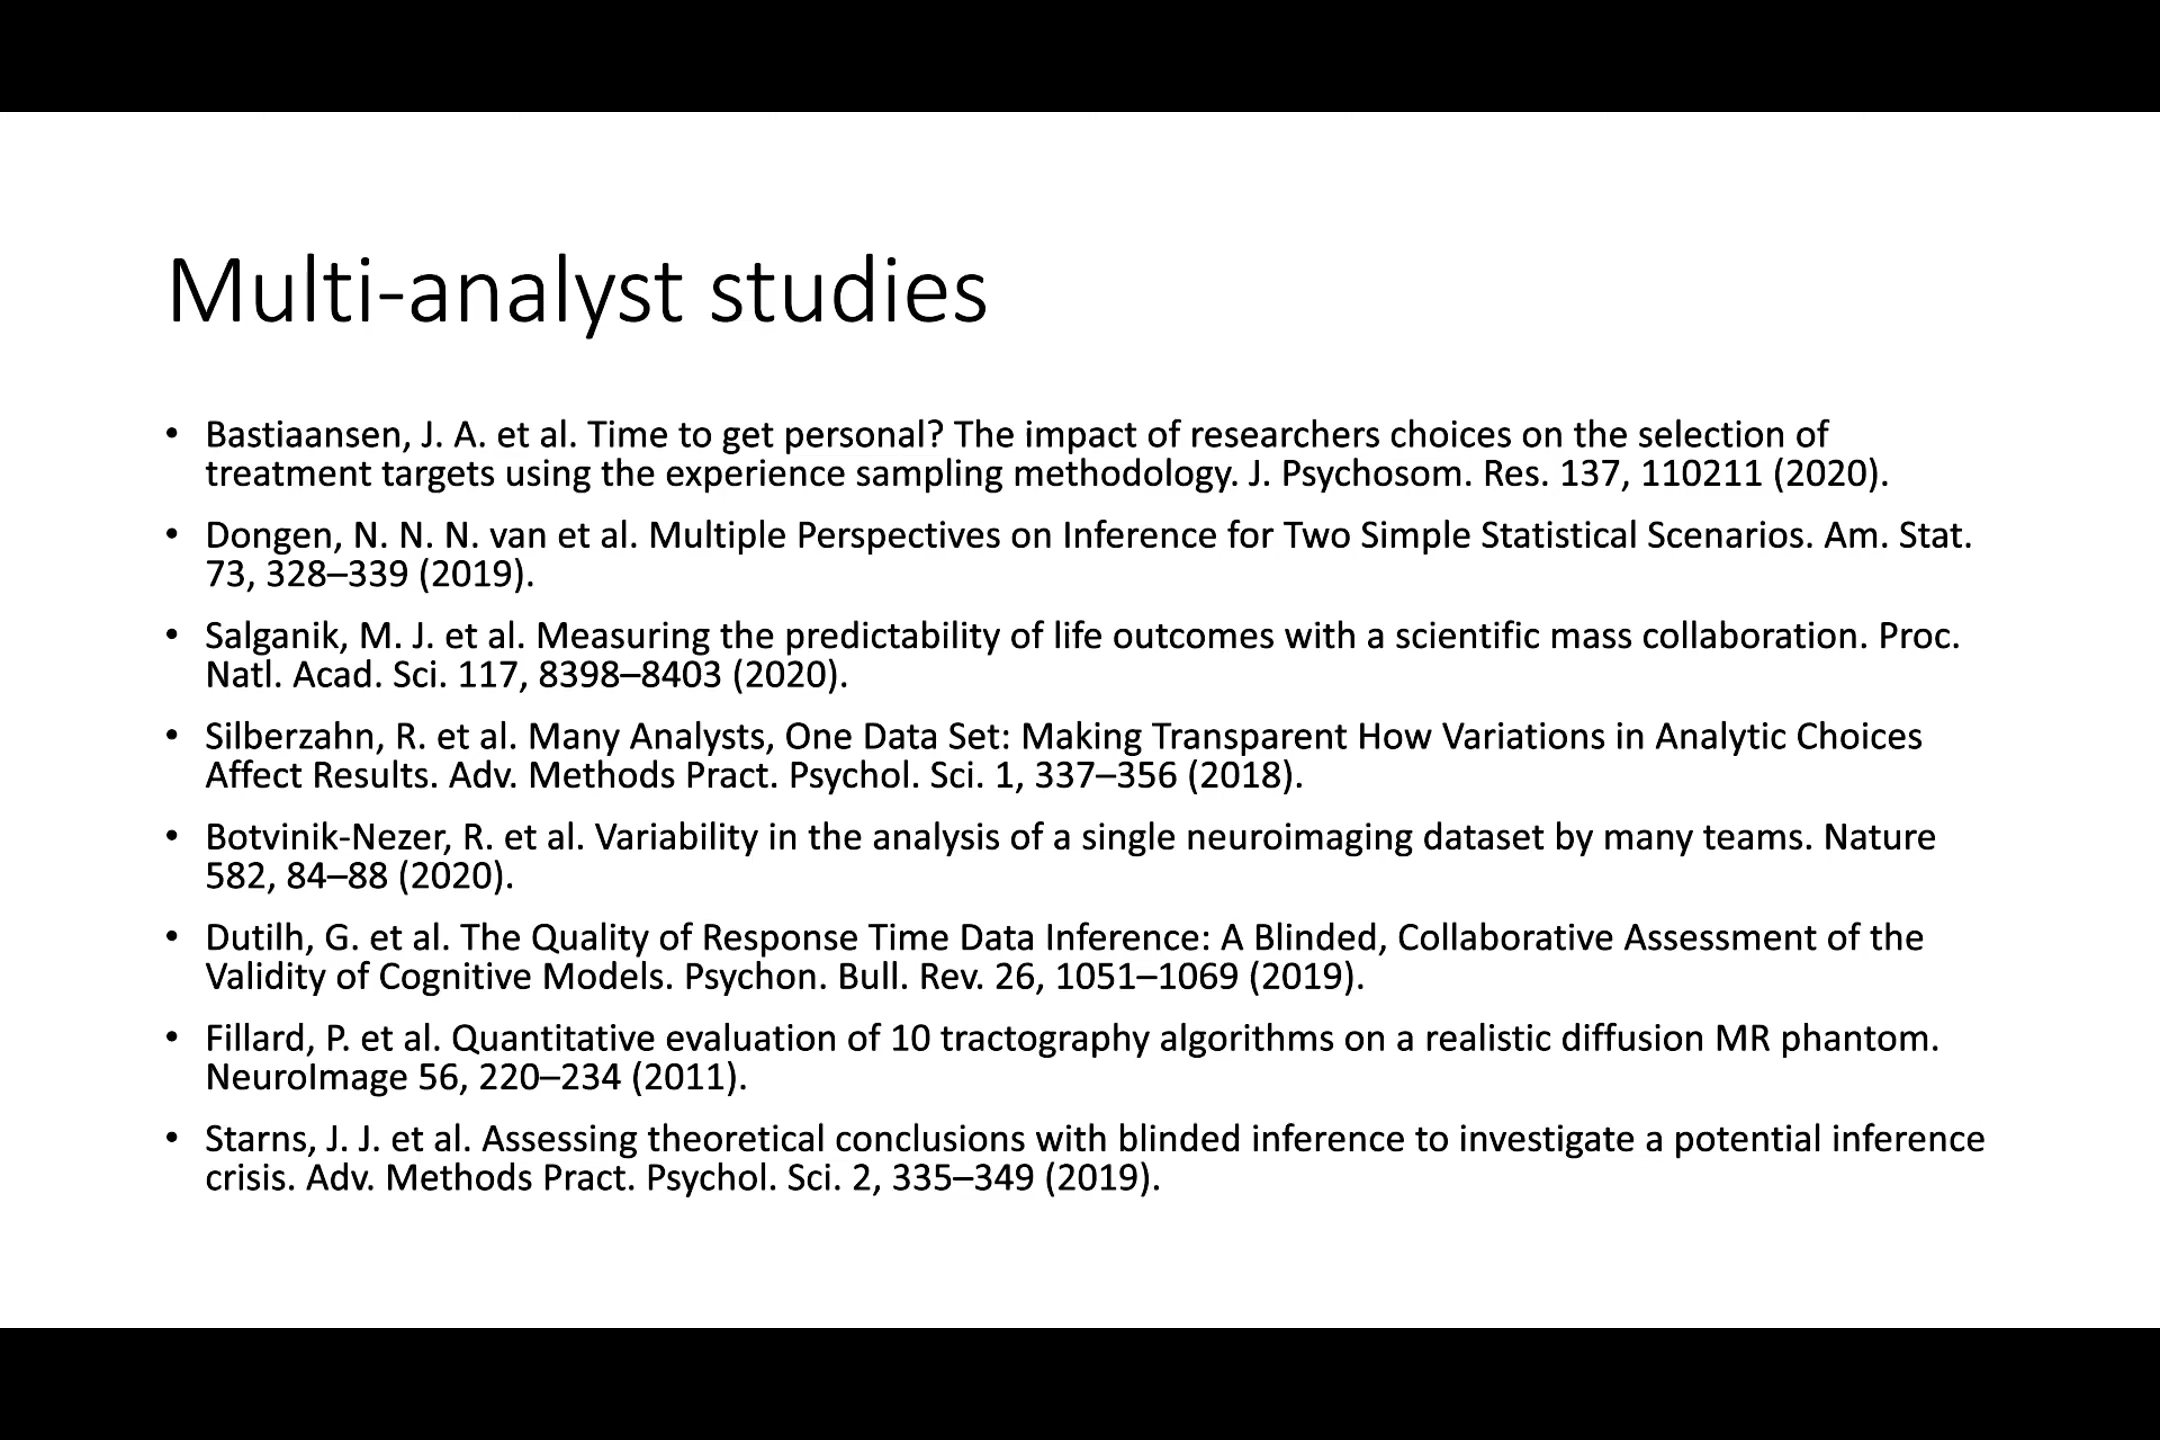 Multi-analyst studies
• Bastiaansen, J. A. et al. Time to get personal? The impact of researchers choices on the selection of
treatment targets using the experience sampling methodology. J. Psychosom. Res. 137, 110211 (2020).
• Dongen, N. N. N. van et al. Multiple Perspectives on Inference for Two Simple Statistical Scenarios. Am. Stat.
73, 328–339 (2019).
• Salganik, M. J. et al. Measuring the predictability of life outcomes with a scientific mass collaboration. Proc.
Natl. Acad. Sci. 117, 8398–8403 (2020).
• Silberzahn, R. et al. Many Analysts, One Data Set: Making Transparent How Variations in Analytic Choices
Affect Results. Adv. Methods Pract. Psychol. Sci. 1, 337–356 (2018).
• Botvinik-Nezer, R. et al. Variability in the analysis of a single neuroimaging dataset by many teams. Nature
582, 84–88 (2020).
• Dutilh, G. et al. The Quality of Response Time Data Inference: A Blinded, Collaborative Assessment of the
Validity of Cognitive Models. Psychon. Bull. Rev. 26, 1051–1069 (2019).
• Fillard, P. et al. Quantitative evaluation of 10 tractography algorithms on a realistic diffusion MR phantom.
NeuroImage 56, 220–234 (2011).
• Starns, J. J. et al. Assessing theoretical conclusions with blinded inference to investigate a potential inference
crisis. Adv. Methods Pract. Psychol. Sci. 2, 335–349 (2019).